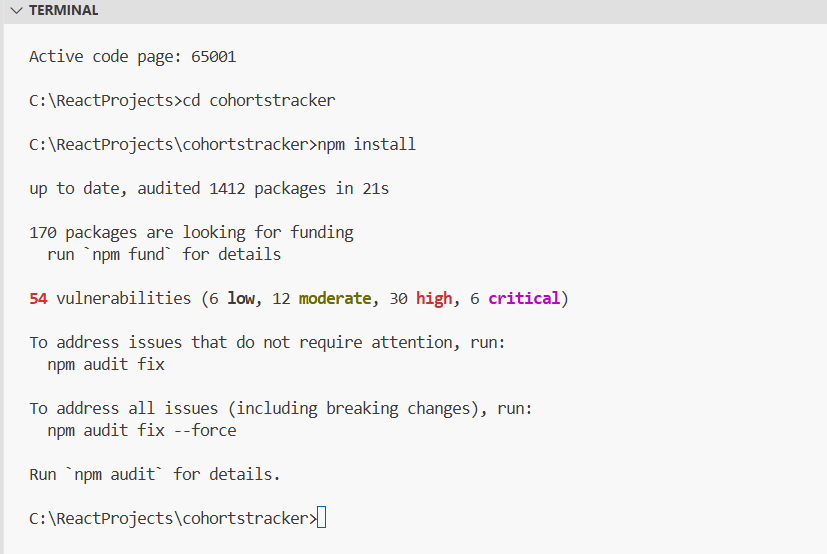 TERMINAL
Active code page: 65001
C:\ReactProjects>cd cohortstracker
C:\ReactProjects\cohortstracker>npm install
up to date, audited 1412 packages in 21s
170 packages are looking for funding
  run `npm fund` for details
54 vulnerabilities (6 low, 12 moderate, 30 high, 6 critical)
To address issues that do not require attention, run:
  npm audit fix
To address all issues (including breaking changes), run:
  npm audit fix --force
Run `npm audit` for details.
C:\ReactProjects\cohortstracker>